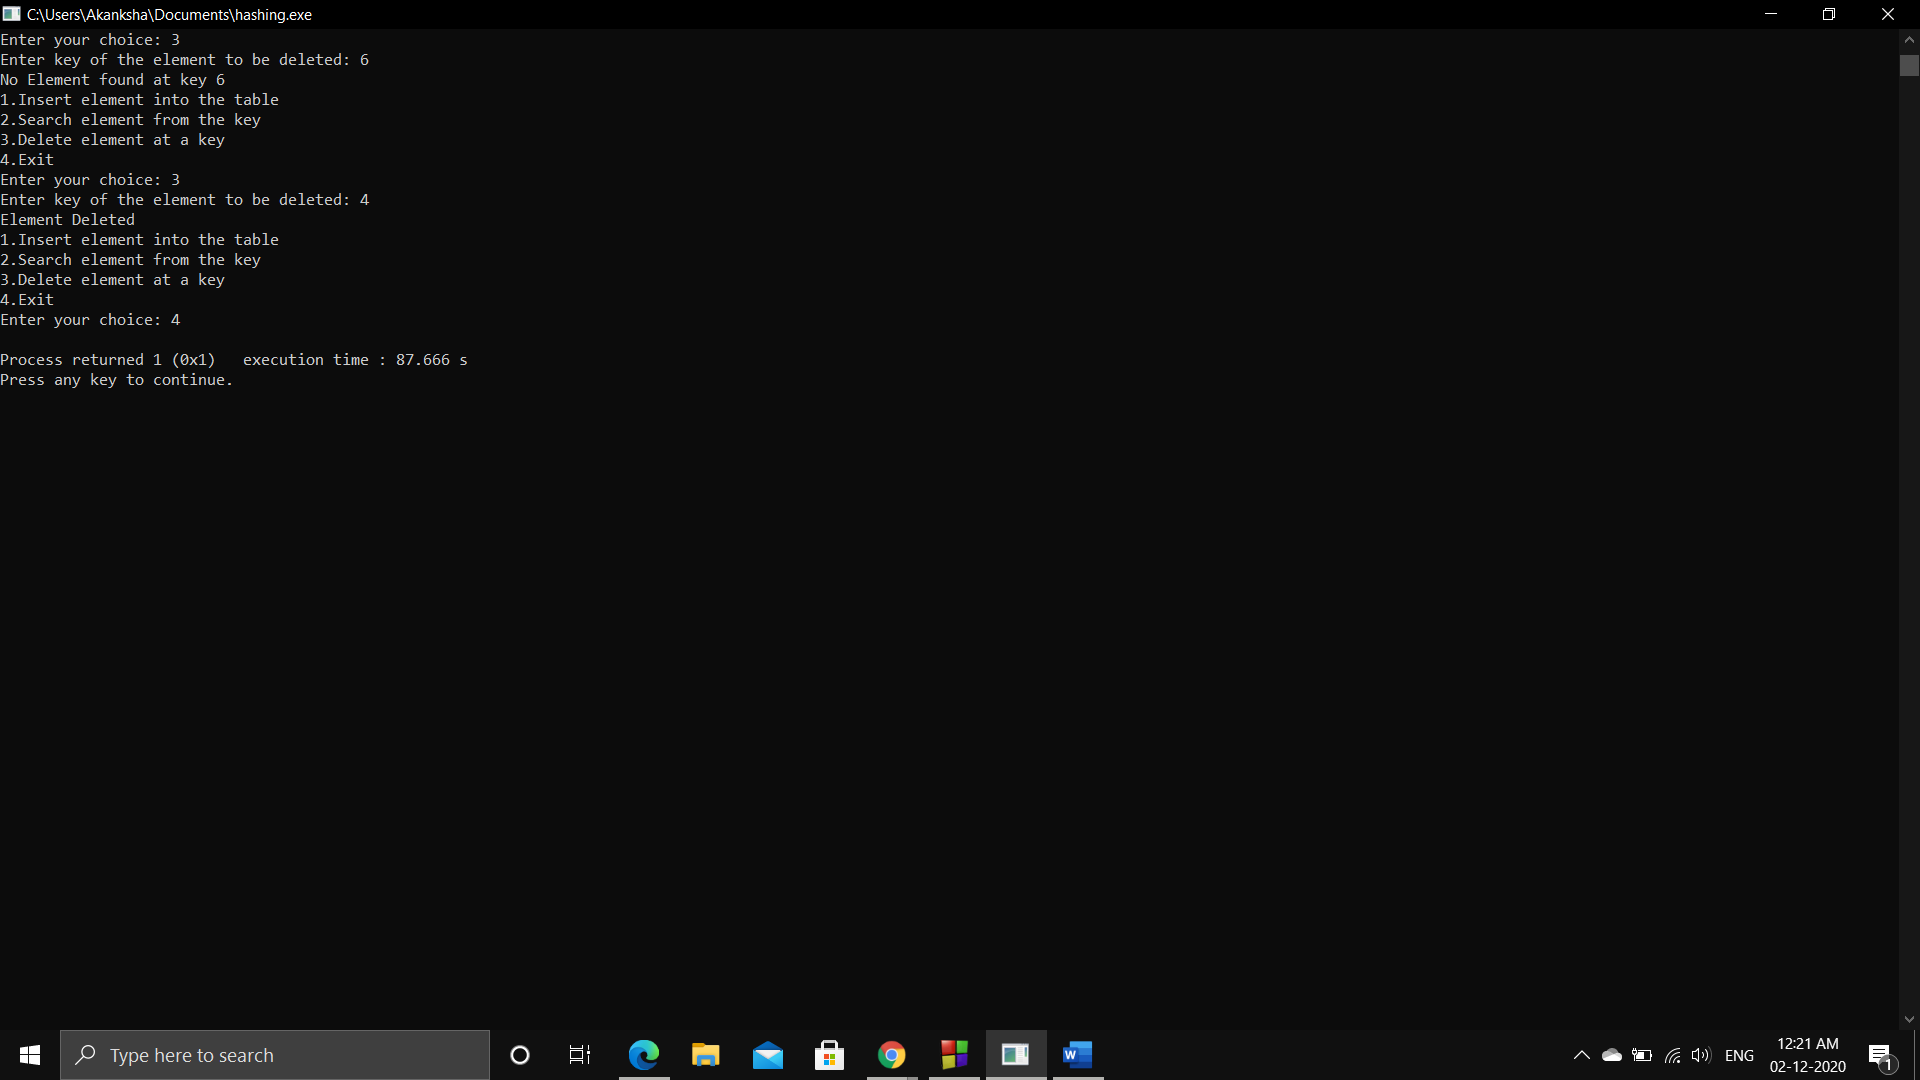 C:\Users\Akanksha\Documents\hashing.exe
Enter your choice: 3
Enter key of the element to be deleted: 6
No Element found at key 6
1.Insert element into the table
2.Search element from the key
3.Delete element at a key
4.Exit
Enter your choice: 3
Enter key of the element to be deleted: 4
Element Deleted
1.Insert element into the table
2.Search element from the key
3.Delete element at a key
4.Exit
Enter your choice: 4
Process returned 1 (0x1)   execution time : 87.666 s
Press any key to continue.
Type here to search
W
ENG
12:21 AM
02-12-2020
1